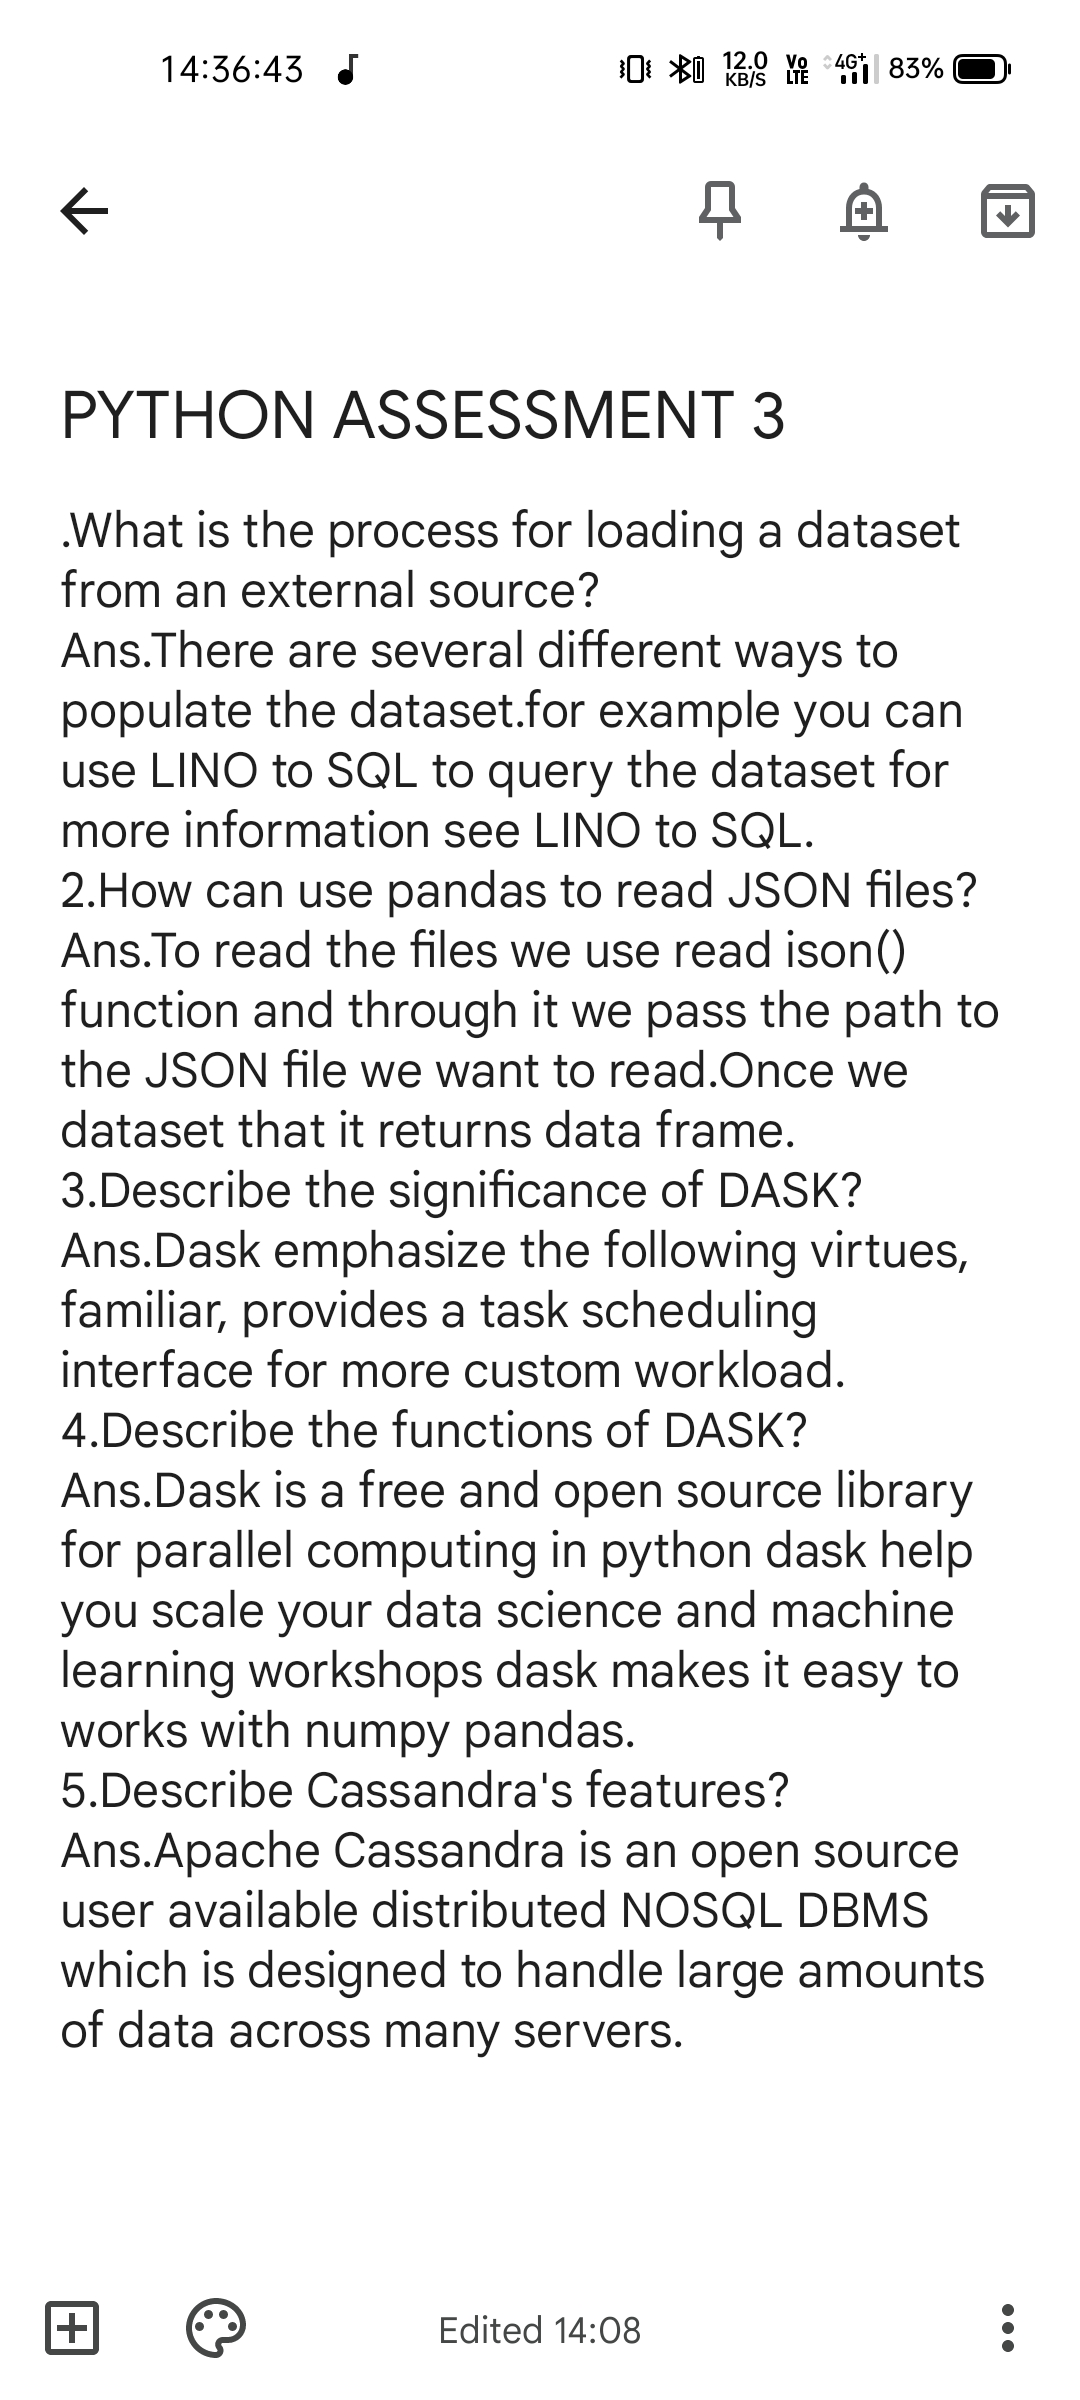 14:36:43
12.0
KB/S
Vo
LTE
4G+
83%
PYTHON ASSESSMENT 3
.What is the process for loading a dataset
from an external source?
Ans.There are several different ways to
populate the dataset.for example you can
use LINO to SQL to query the dataset for
more information see LINO to SQL.
2.How can use pandas to read JSON files?
Ans.To read the files we use read ison()
function and through it we pass the path to
the JSON file we want to read.Once we
dataset that it returns data frame.
3.Describe the significance of DASK?
Ans.Dask emphasize the following virtues,
familiar, provides a task scheduling
interface for more custom workload.
4.Describe the functions of DASK?
Ans.Dask is a free and open source library
for parallel computing in python dask help
you scale your data science and machine
learning workshops dask makes it easy to
works with numpy pandas.
5.Describe Cassandra's features?
Ans.Apache Cassandra is an open source
user available distributed NOSQL DBMS
which is designed to handle large amounts
of data across many servers.
Edited 14:08